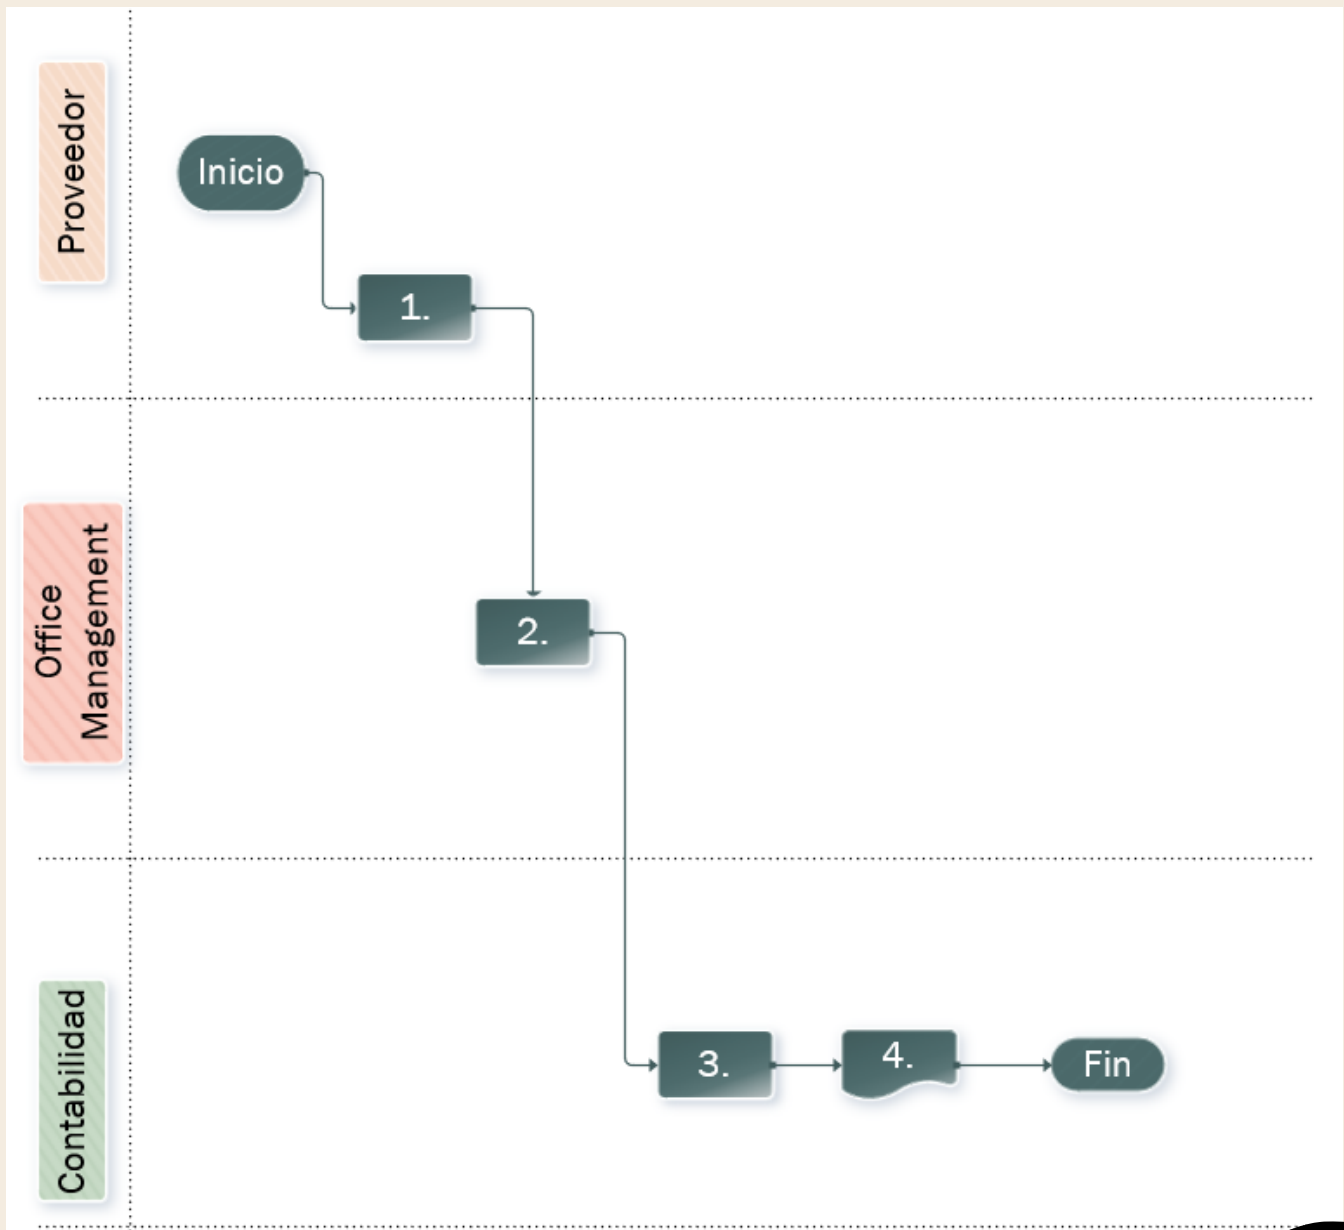 Proveedor
Inicio
1.
Office
Management
2.
Contabilidad
3.
4.
Fin